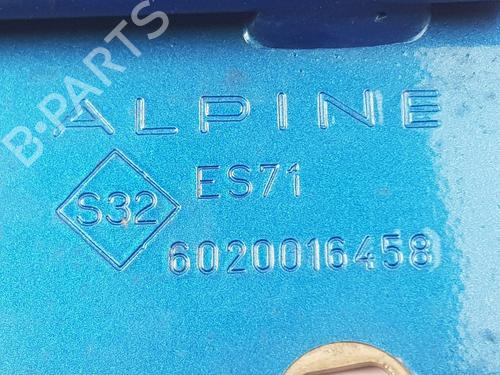 B-PARTS
ALPINE
ES71
S32
6020016458